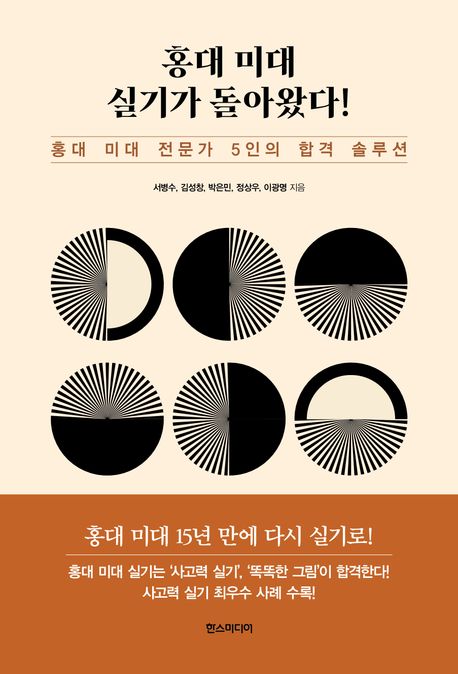 홍대 미대
실기가 돌아왔다!
홍대 미대 전문가 5인의 합격 솔루션
서병수, 김성창, 박은민, 정상우, 이광명 지음
홍대 미대 15년 만에 다시 실기로!
홍대 미대 실기는 ‘사고력 실기’, ‘똑똑한 그림’이 합격한다!
사고력 실기 최우수 사례 수록!
한스미디어